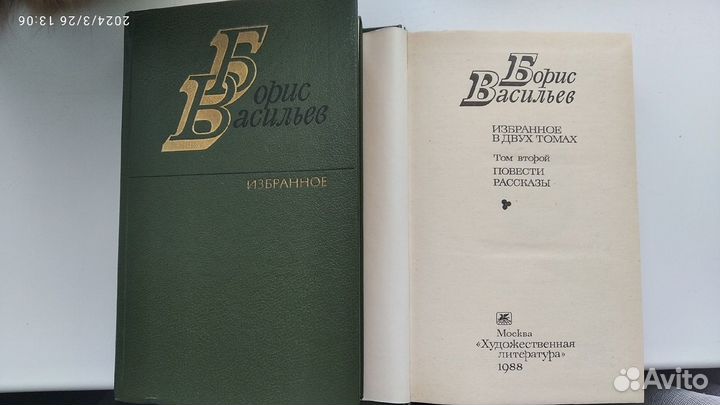 2024/3/26 13:06
Борис
Васильев
ИЗБРАННОЕ
Борис
Васильев
ИЗБРАННОЕ
В ДВУХ ТОМАХ
Том второй
ПОВЕСТИ
РАССКАЗЫ
Москва
«Художественная
литература»
1988
Avito